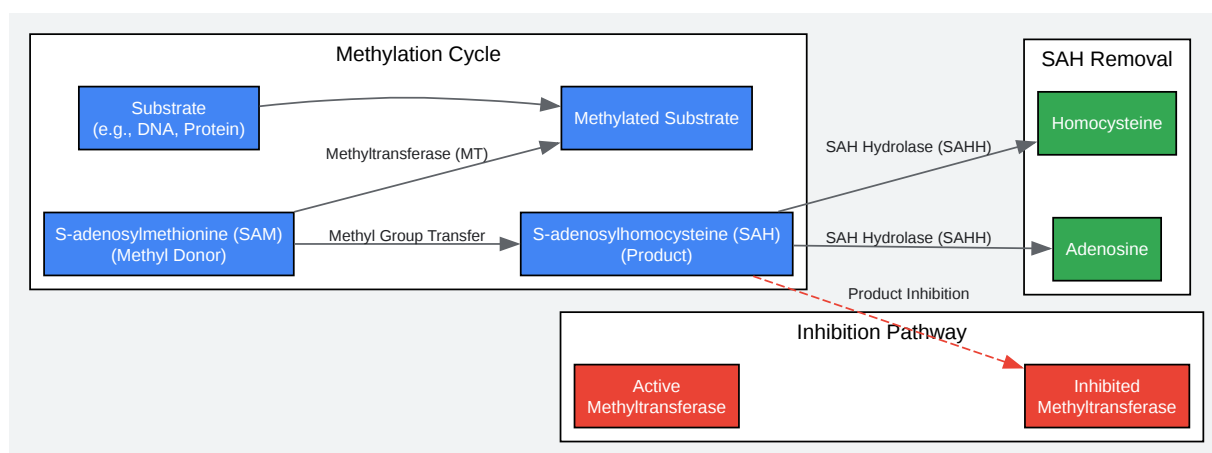 Methylation Cycle
Substrate
(e.g., DNA, Protein)
Methylated Substrate
Methyltransferase (MT)
S-adenosylmethionine (SAM)
(Methyl Donor)
Methyl Group Transfer
S-adenosylhomocysteine (SAH)
(Product)
SAH Hydrolase (SAHH)
SAH Hydrolase (SAHH)
SAH Removal
Homocysteine
Adenosine
Product Inhibition
Inhibition Pathway
Active
Methyltransferase
Inhibited
Methyltransferase